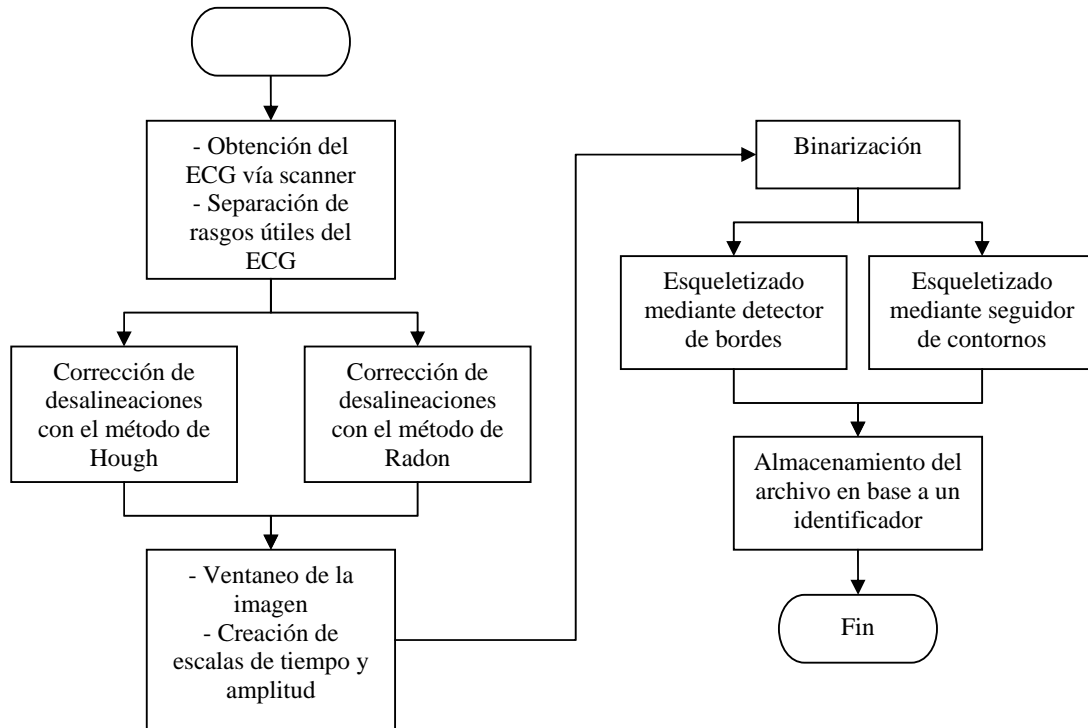 - Obtención del
ECG vía scanner
- Separación de
rasgos útiles del
ECG
Corrección de
desalineaciones
con el método de
Hough
Corrección de
desalineaciones
con el método de
Radon
- Ventaneo de la
imagen
- Creación de
escalas de tiempo y
amplitud
Binarización
Esqueletizado
mediante detector
de bordes
Esqueletizado
mediante seguidor
de contornos
Almacenamiento del
archivo en base a un
identificador
Fin